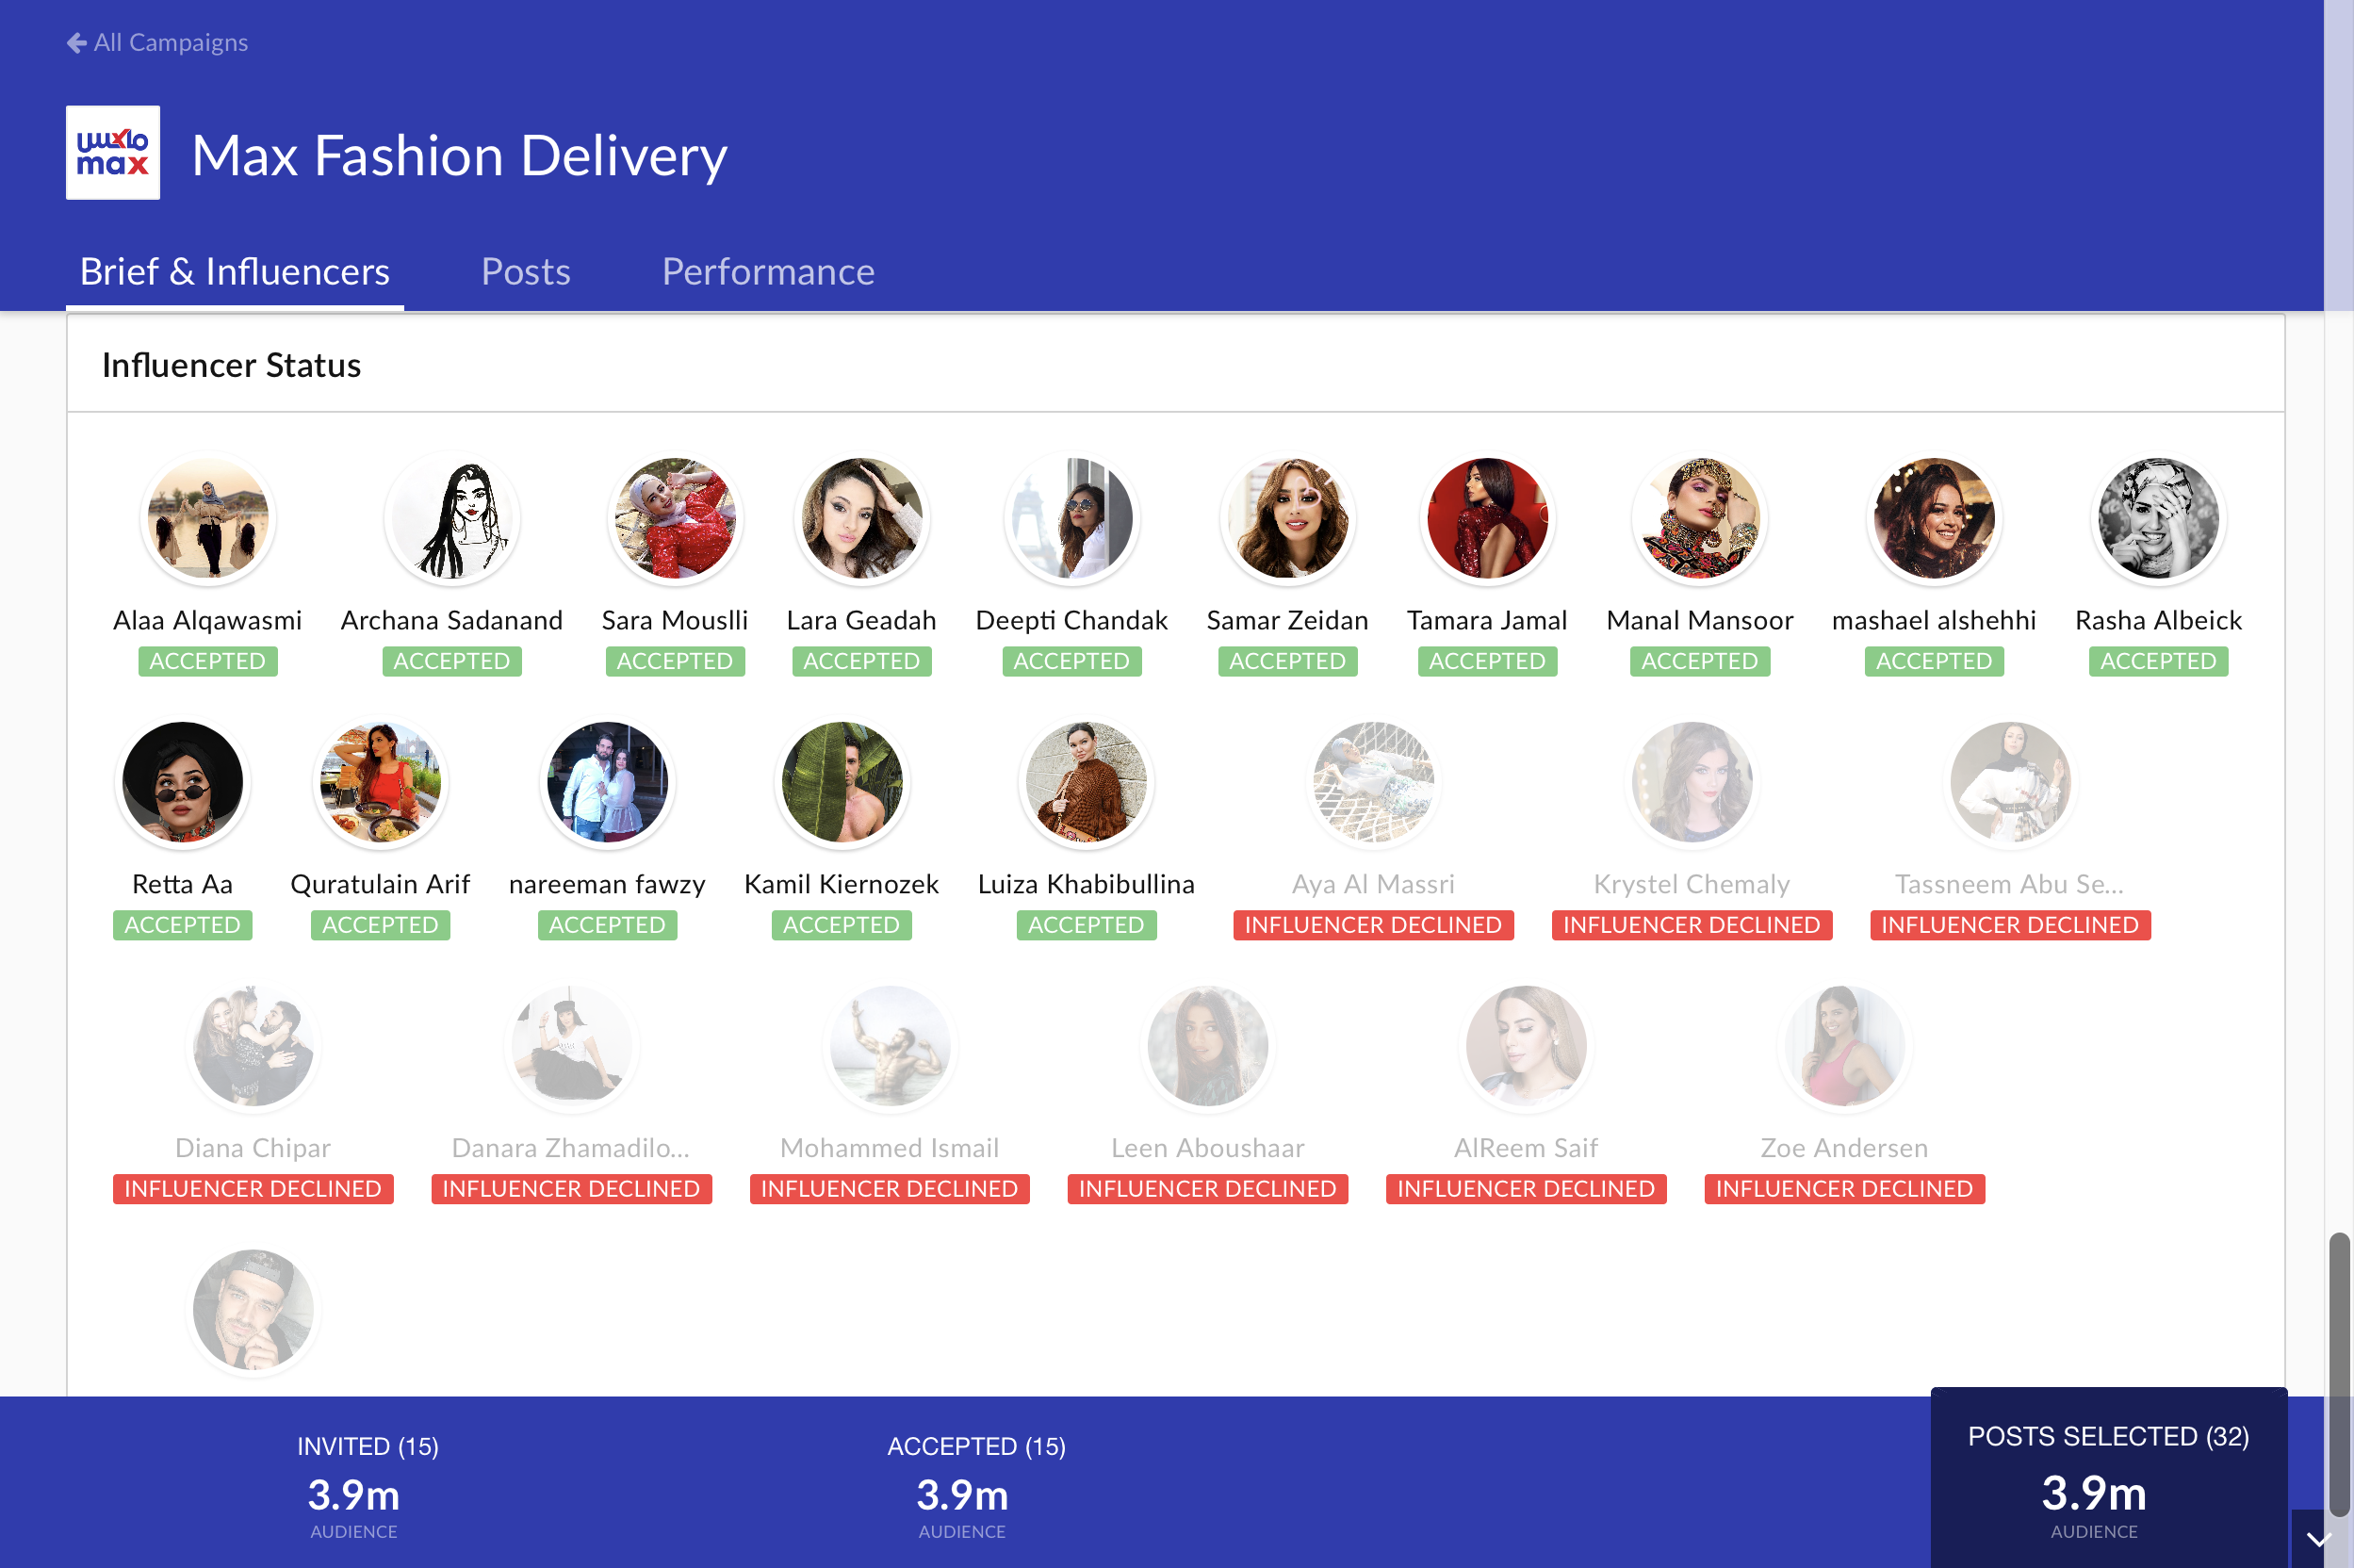 All Campaigns
ماكس
max
Max Fashion Delivery
Brief & Influencers Posts Performance
Influencer Status
Alaa Alqawasmi Archana Sadanand Sara Mouslli Lara Geadah Deepti Chandak Samar Zeidan Tamara Jamal Manal Mansoor mashael alshehhi Rasha Albeick
ACCEPTED ACCEPTED ACCEPTED ACCEPTED ACCEPTED ACCEPTED ACCEPTED ACCEPTED ACCEPTED ACCEPTED
Retta Aa Quratulain Arif nareeman fawzy Kamil Kiernozek Luiza Khabibullina Aya Al Massri Krystel Chemaly Tassneem Abu Se...
ACCEPTED ACCEPTED ACCEPTED ACCEPTED ACCEPTED INFLUENCER DECLINED INFLUENCER DECLINED INFLUENCER DECLINED
Diana Chipar Danara Zhamadilo... Mohammed Ismail Leen Aboushaar AlReem Saif Zoe Andersen
INFLUENCER DECLINED INFLUENCER DECLINED INFLUENCER DECLINED INFLUENCER DECLINED INFLUENCER DECLINED INFLUENCER DECLINED
INVITED (15) ACCEPTED (15) POSTS SELECTED (32)
3.9m 3.9m 3.9m
AUDIENCE AUDIENCE AUDIENCE